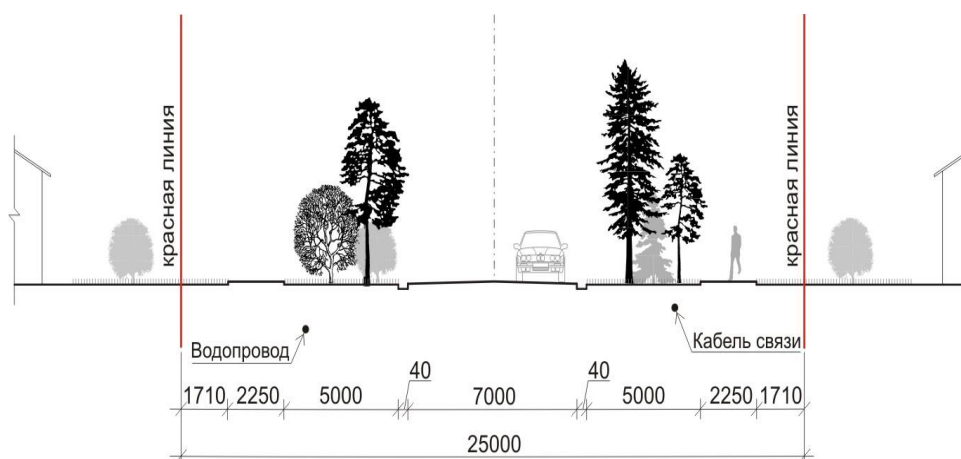 красная линия
красная линия
Водопровод
Кабель связи
40
40
1710
2250
5000
7000
5000
2250
1710
25000